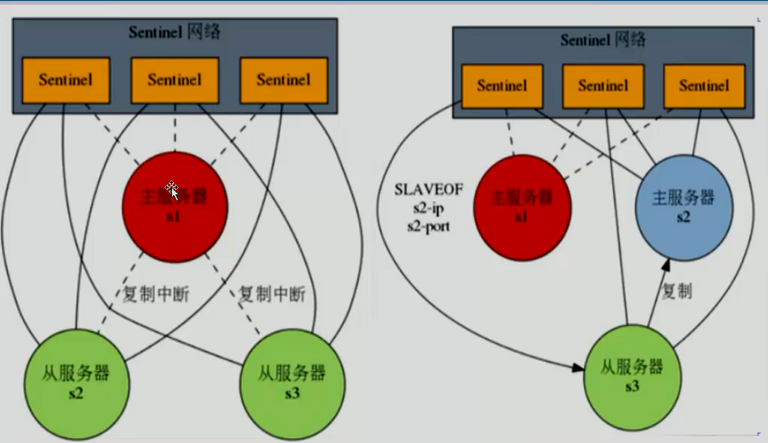 Sentinel 网络
Sentinel
Sentinel
Sentinel
主服务器
s1
复制中断
复制中断
从服务器
s2
从服务器
s3
Sentinel 网络
Sentinel
Sentinel
Sentinel
SLAVEOF
s2-ip
s2-port
主服务器
s1
主服务器
s2
复制
从服务器
s3